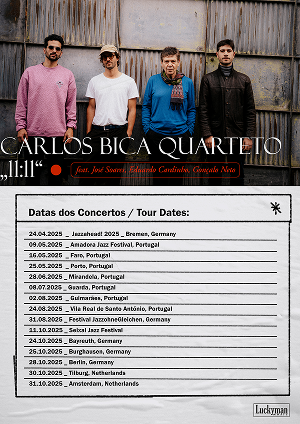 CARLOS BICA QUARTETO
„11:11“
feat. José Soares, Eduardo Cardinho, Gonçalo Neto
Datas dos Concertos / Tour Dates:
24.04.2025 _ Jazzahead! 2025 _ Bremen, Germany
09.05.2025 _ Amadora Jazz Festival, Portugal
16.05.2025 _ Faro, Portugal
25.05.2025 _ Porto, Portugal
28.06.2025 _ Mirandola, Portugal
08.07.2025 _ Guarda, Portugal
02.08.2025 _ Guimarães, Portugal
24.08.2025 _ Vila Real de Santo António, Portugal
31.08.2025 _ Festival JazzohneGleichen, Germany
11.10.2025 _ Seixal Jazz Festival
24.10.2025 _ Bayreuth, Germany
25.10.2025 _ Burghausen, Germany
28.10.2025 _ Berlin, Germany
30.10.2025 _ Tilburg, Netherlands
31.10.2025 _ Amsterdam, Netherlands
Luckyman